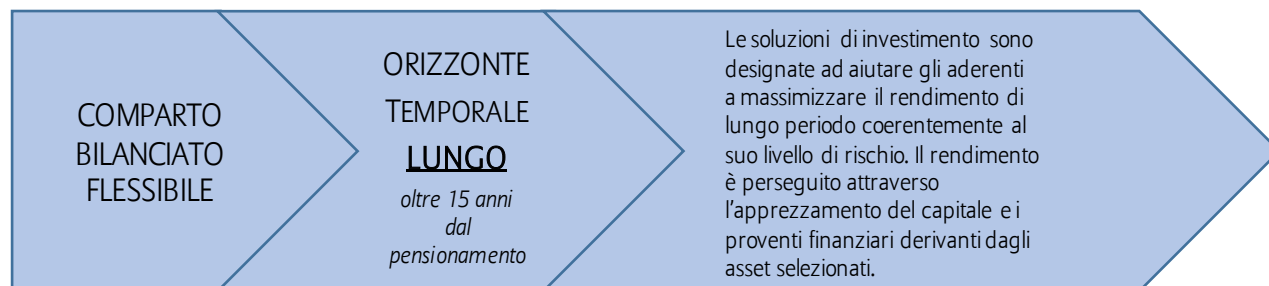 COMPARTO
BILANCIATO
FLESSIBILE
ORIZZONTE
TEMPORALE
LUNGO
oltre 15 anni
dal
pensionamento
Le soluzioni di investimento sono
designate ad aiutare gli aderenti
a massimizzare il rendimento di
lungo periodo coerentemente al
suo livello di rischio. Il rendimento
è perseguito attraverso
l'apprezzamento del capitale e i
proventi finanziari derivanti dagli
asset selezionati.